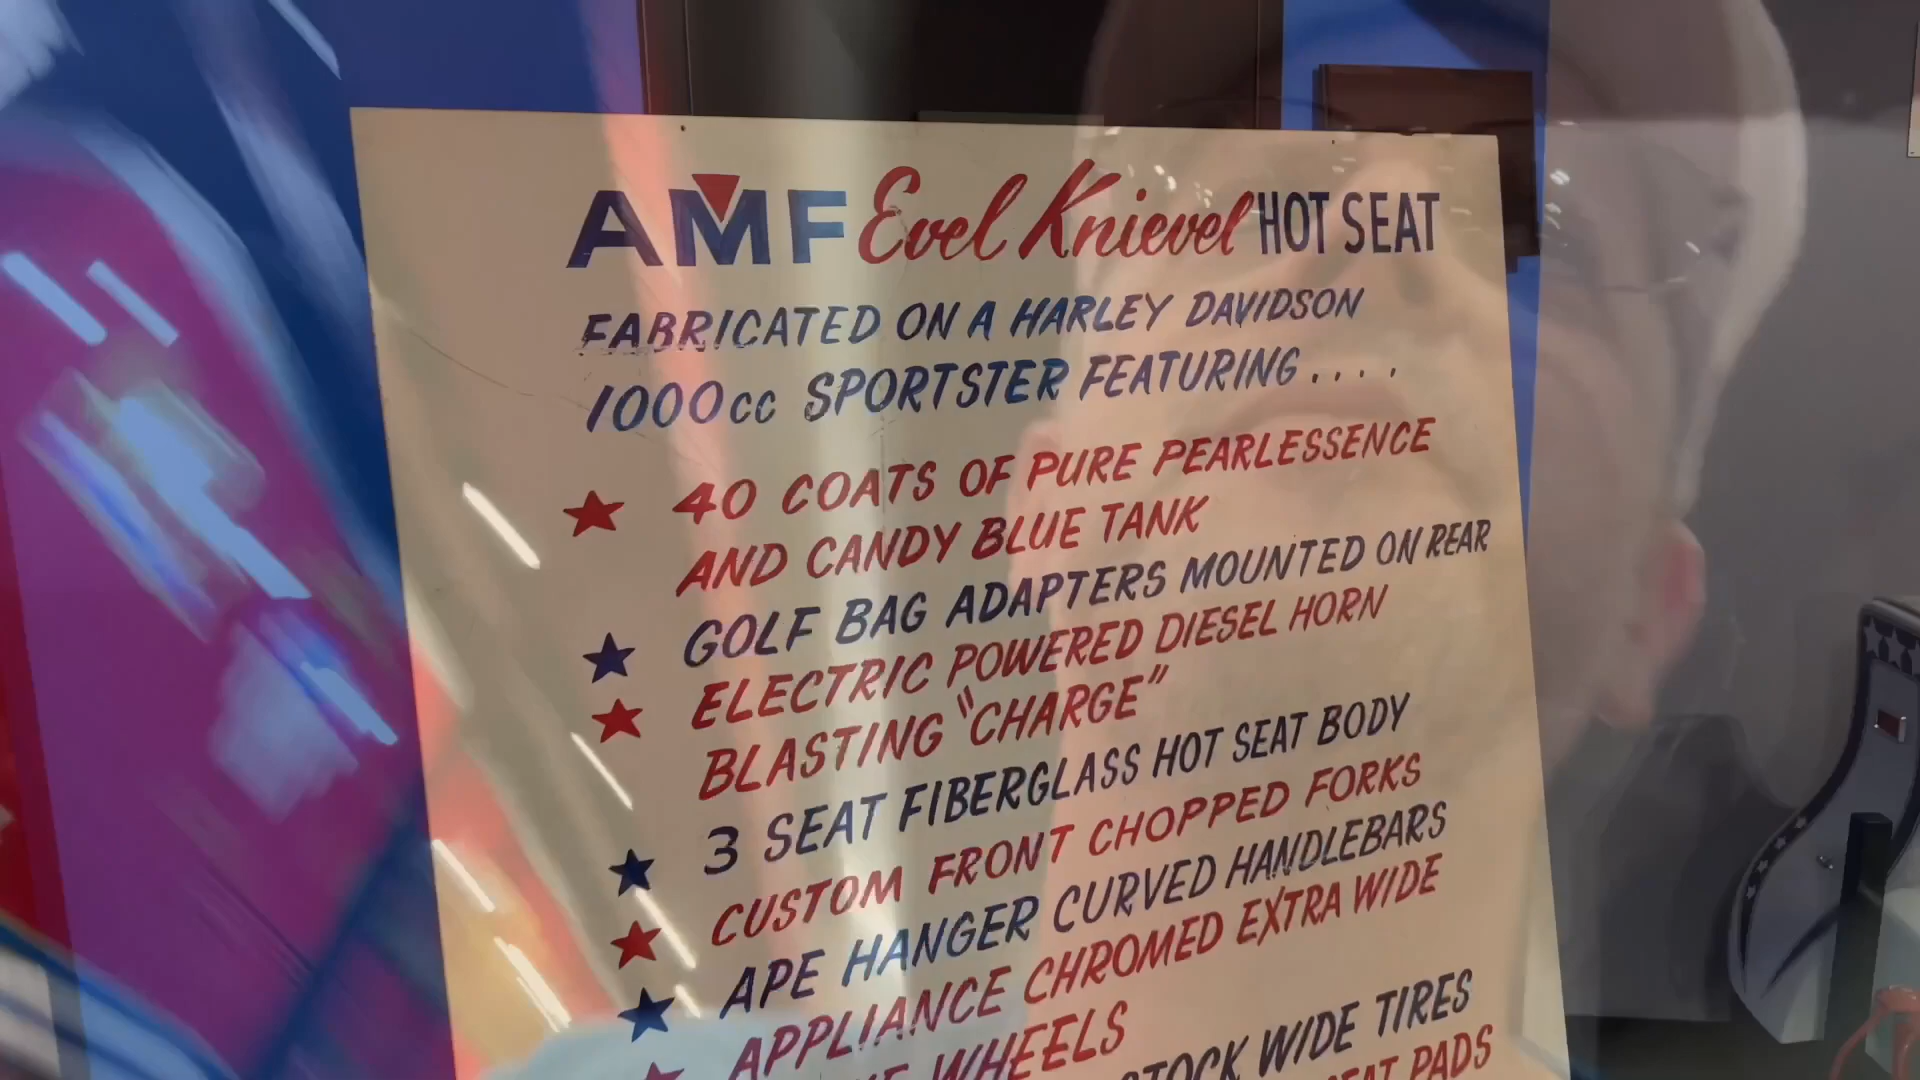 AMF Evel Knievel HOT SEAT
FABRICATED ON A HARLEY DAVIDSON
1000cc SPORTSTER FEATURING....
40 COATS OF PURE PEARLESSENCE
AND CANDY BLUE TANK
GOLF BAG ADAPTERS MOUNTED ON REAR
ELECTRIC POWERED DIESEL HORN
BLASTING "CHARGE"
3 SEAT FIBERGLASS HOT SEAT BODY
CUSTOM FRONT CHOPPED FORKS
APE HANGER CURVED HANDLEBARS
APPLIANCE CHROMED EXTRA WIDE
WHEELS
WIDE TIRES
PADS